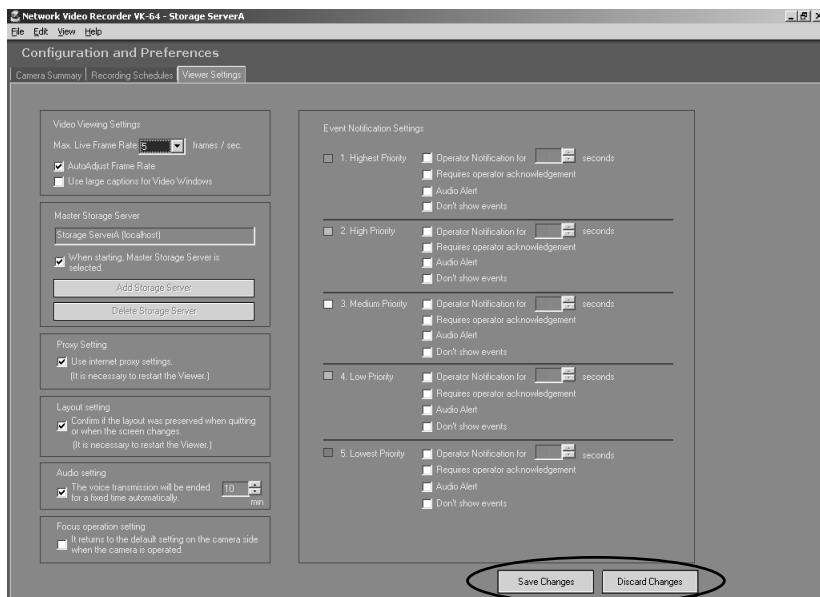 Network Video Recorder VK-64 - Storage ServerA
File Edit View Help
Configuration and Preferences
Camera Summary Recording Schedules Viewer Settings
Video Viewing Settings
Max. Live Frame Rate 5 frames / sec.
AutoAdjust Frame Rate
Use large captions for Video Windows
Master Storage Server
Storage ServerA (localhost)
When starting, Master Storage Server is
selected.
Add Storage Server
Delete Storage Server
Proxy Setting
Use internet proxy settings.
(It is necessary to restart the Viewer.)
Layout setting
Confirm if the layout was preserved when quitting
or when the screen changes.
(It is necessary to restart the Viewer.)
Audio setting
The voice transmission will be ended
for a fixed time automatically.
10
min
Focus operation setting
It returns to the default setting on the camera side
when the camera is operated.
Event Notification Settings
1. Highest Priority Operator Notification for seconds
Requires operator acknowledgement
Audio Alert
Don't show events
2. High Priority Operator Notification for seconds
Requires operator acknowledgement
Audio Alert
Don't show events
3. Medium Priority Operator Notification for seconds
Requires operator acknowledgement
Audio Alert
Don't show events
4. Low Priority Operator Notification for seconds
Requires operator acknowledgement
Audio Alert
Don't show events
5. Lowest Priority Operator Notification for seconds
Requires operator acknowledgement
Audio Alert
Don't show events
Save Changes Discard Changes